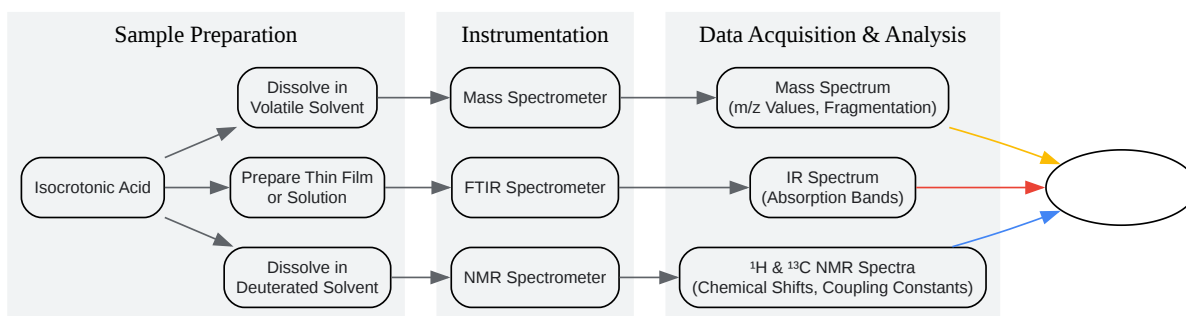 Sample Preparation
Instrumentation
Data Acquisition & Analysis
Dissolve in
Volatile Solvent
Mass Spectrometer
Mass Spectrum
(m/z Values, Fragmentation)
Isocrotonic Acid
Prepare Thin Film
or Solution
FTIR Spectrometer
IR Spectrum
(Absorption Bands)
Dissolve in
Deuterated Solvent
NMR Spectrometer
¹H & ¹³C NMR Spectra
(Chemical Shifts, Coupling Constants)